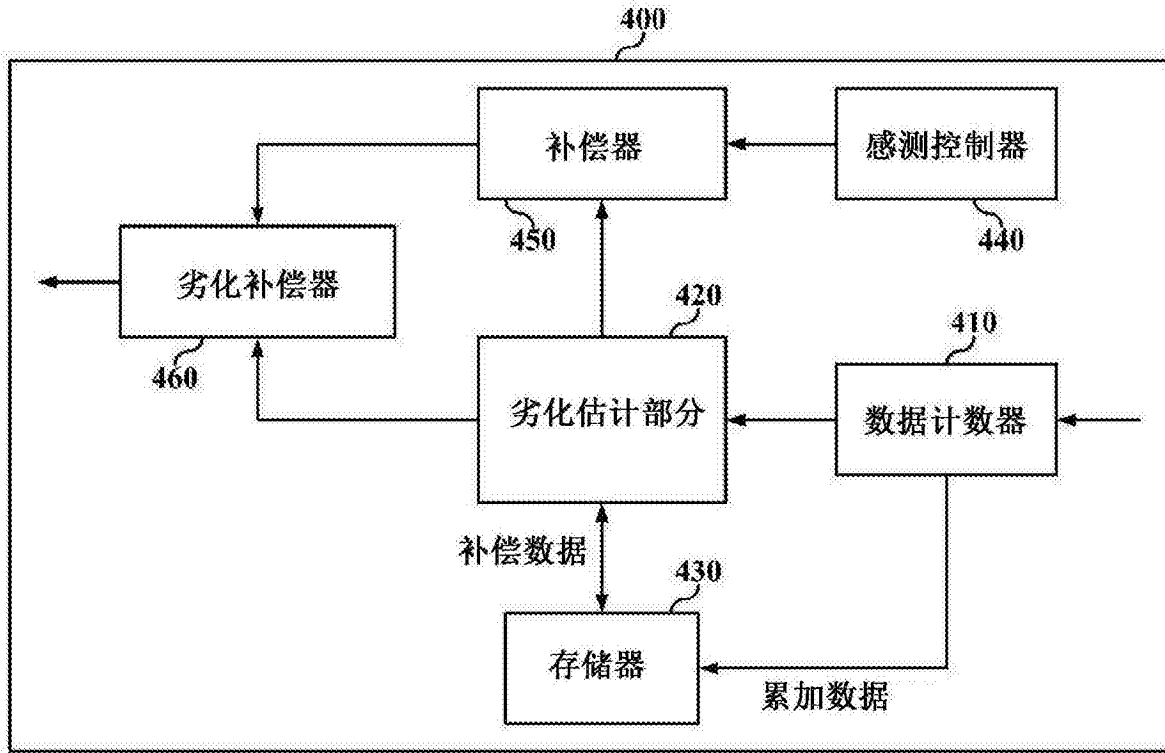 400
补偿器
450
感测控制器
440
劣化补偿器
460
420
劣化估计部分
410
数据计数器
补偿数据
430
存储器
累加数据